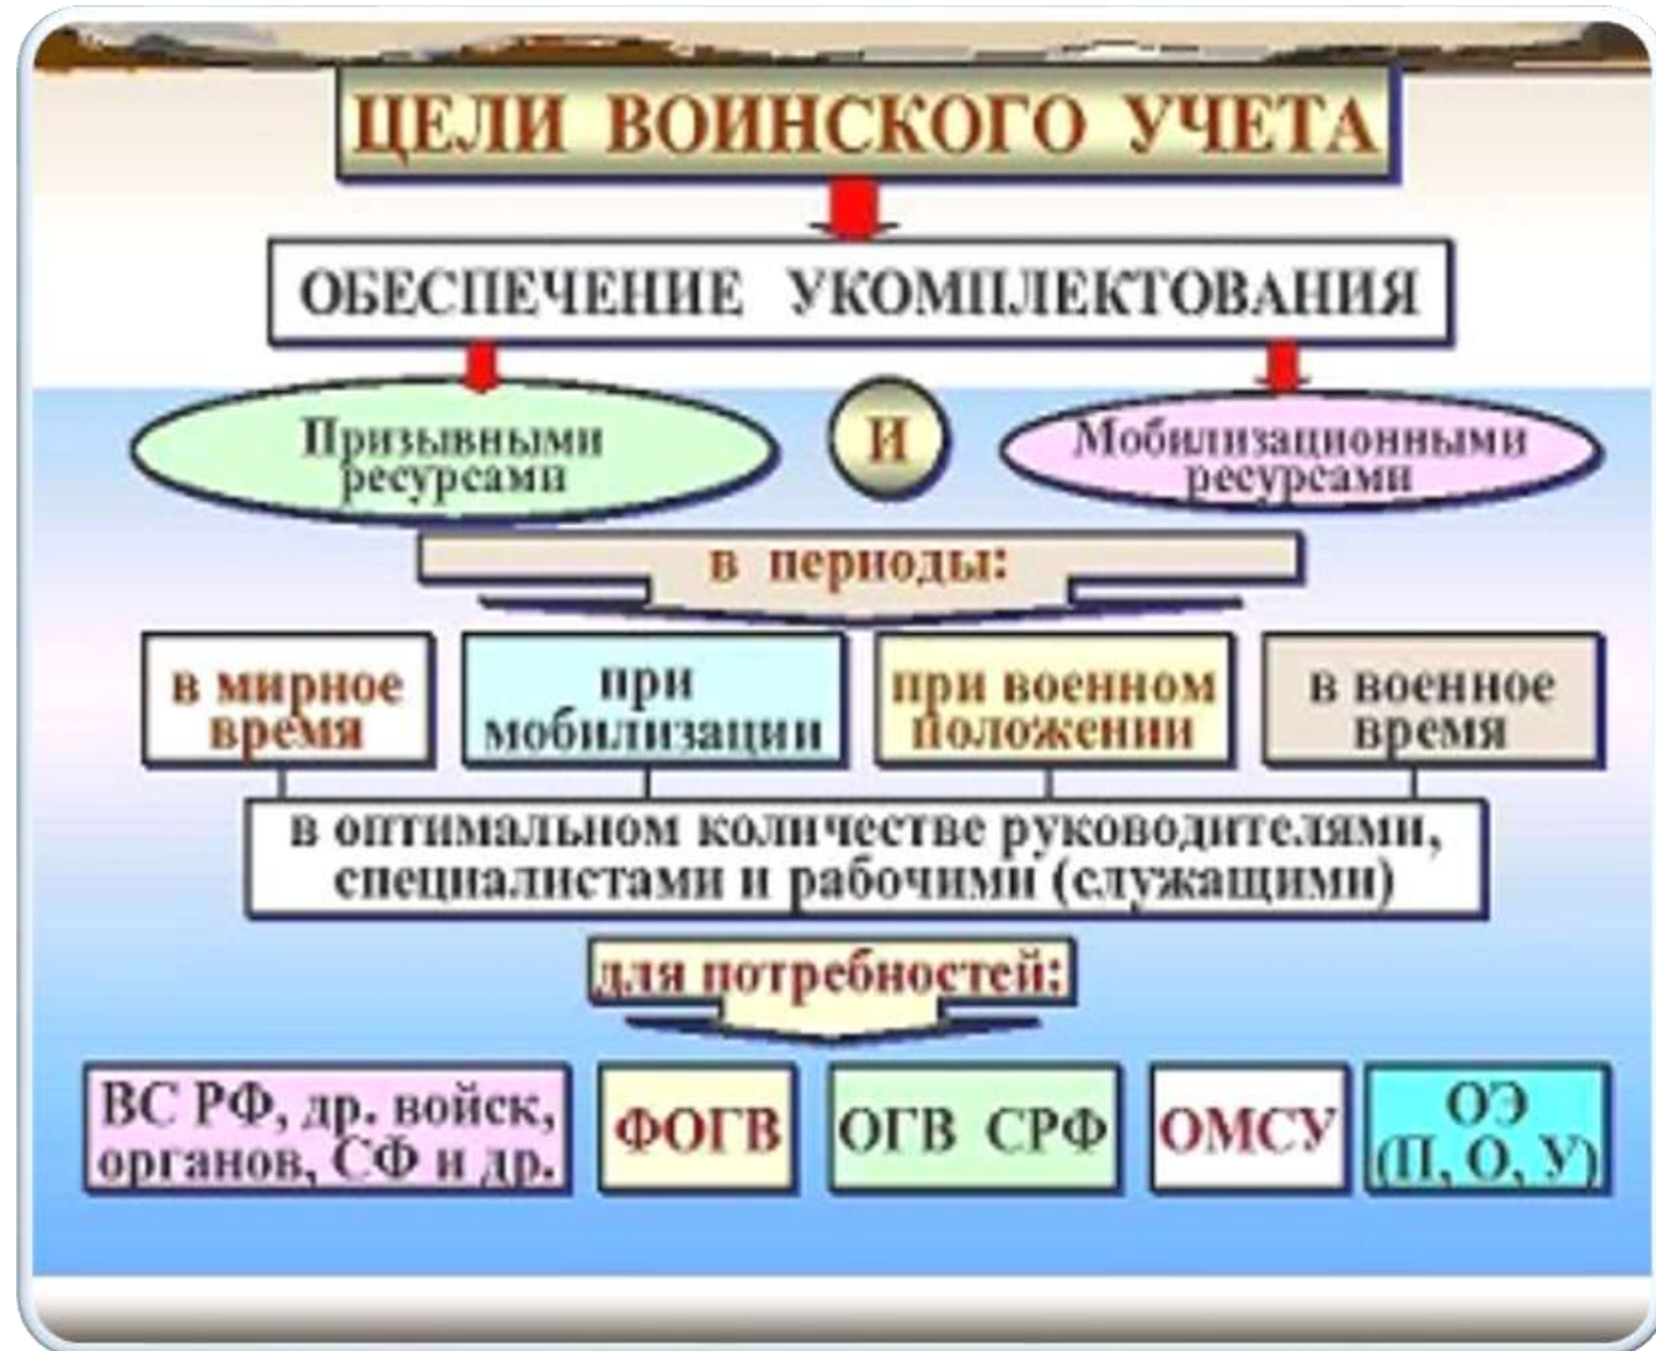 ЦЕЛИ ВОИНСКОГО УЧЕТА
ОБЕСПЕЧЕНИЕ УКОМПЛЕКТОВАНИЯ
Призывными
ресурсами
И
Мобилизационными
ресурсами
в периоды:
в мирное
время
при
мобилизации
при военном
положении
в военное
время
в оптимальном количестве руководителями,
специалистами и рабочими (служащими)
для потребностей:
ВС РФ, др. войск,
органов, СФ и др.
ФОГВ
ОГВ СРФ
ОМСУ
ОЭ
(П, О, У)